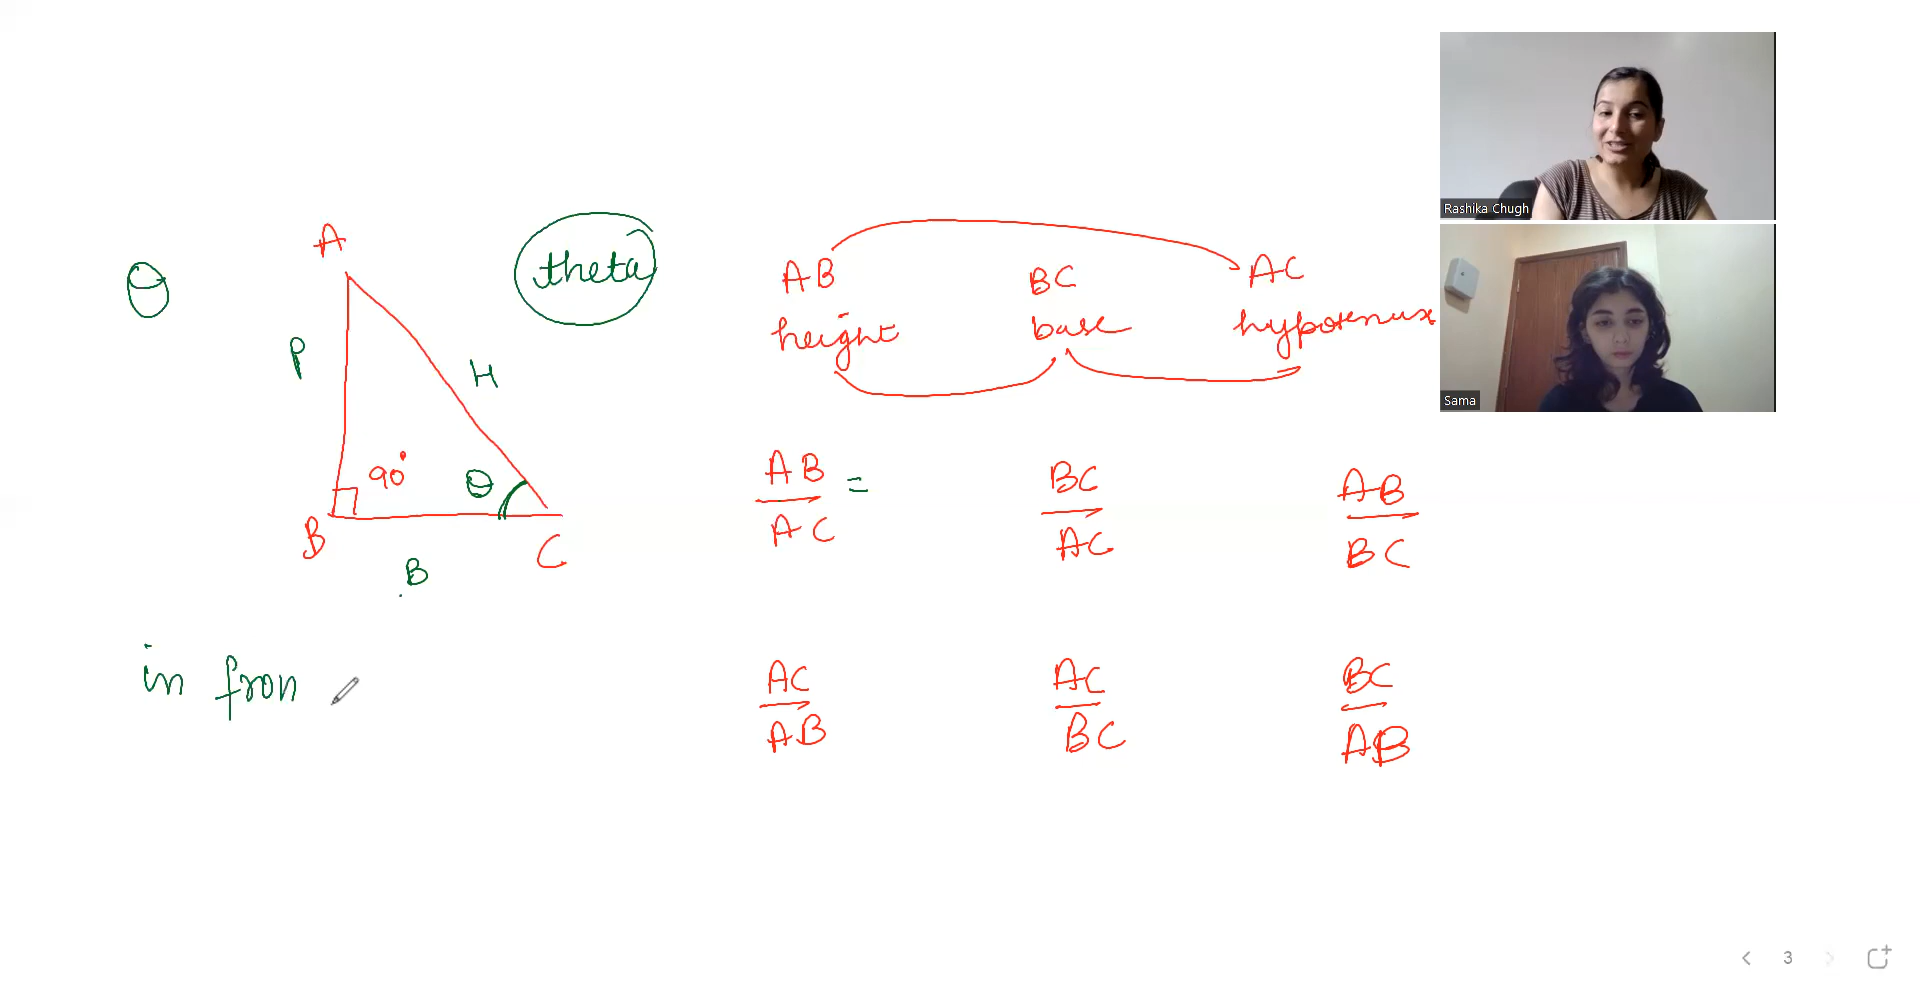 Rashika Chugh
Sama
A
θ
theta
AB BC AC
height base hypotenuse
P
H
90°
θ
B
C
B
AB
AC
=
BC
AC
AB
BC
in fron
AC
AB
AC
BC
BC
AB
3